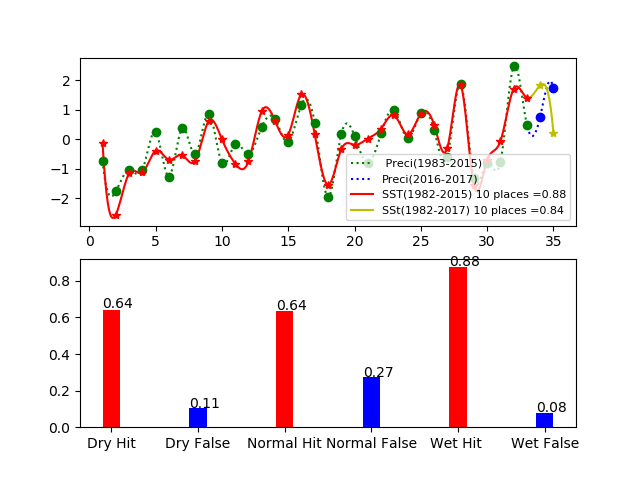 2
1
0
−1
−2
Preci(1983-2015)
Preci(2016-2017)
SST(1982-2015) 10 places =0.88
SSt(1982-2017) 10 places =0.84
0 5 10 15 20 25 30 35
0.8
0.6
0.4
0.2
0.0
0.64
0.11
0.64
0.27
0.88
0.08
Dry Hit Dry False Normal Hit Normal False Wet Hit Wet False